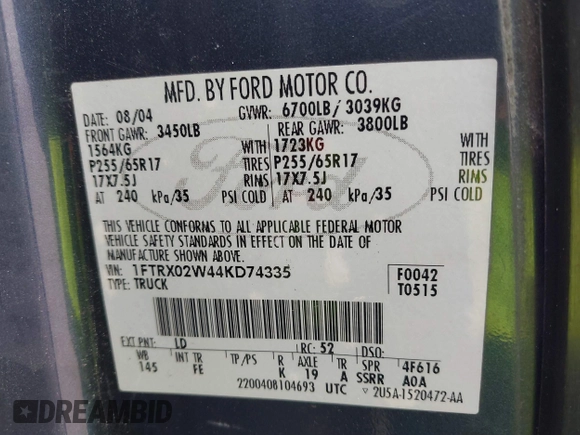 MFD. BY FORD MOTOR CO.
DATE: 08/04 GVWR: 6700LB/ 3039KG
FRONT GAWR: 3450LB REAR GAWR: 3800LB
1564KG WITH 1723KG WITH
P255/65R17 TIRES P255/65R17 TIRES
17X7.5J RIMS 17X7.5J RIMS
AT 240 kPa/35 PSI COLD AT 240 kPa/35 PSI COLD
THIS VEHICLE CONFORMS TO ALL APPLICABLE FEDERAL MOTOR
VEHICLE SAFETY STANDARDS IN EFFECT ON THE DATE OF
MANUFACTURE SHOWN ABOVE.
VIN: 1FTRX02W44KD74335 F0042
TYPE: TRUCK T0515
EXT PNT: LD RC: 52 DSO:
WB INT TR TP/PS R AXLE TR SPR 4F616
145 FE K 19 A SSRR A0A
2200408104693 UTC ▽ 2U5A-1520472-AA
Ford
DREAMBID